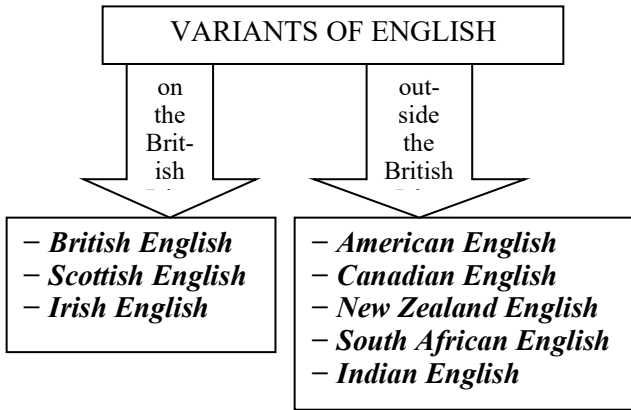 VARIANTS OF ENGLISH
on
the
Brit-
ish
out-
side
the
British
− British English
− Scottish English
− Irish English
− American English
− Canadian English
− New Zealand English
− South African English
− Indian English